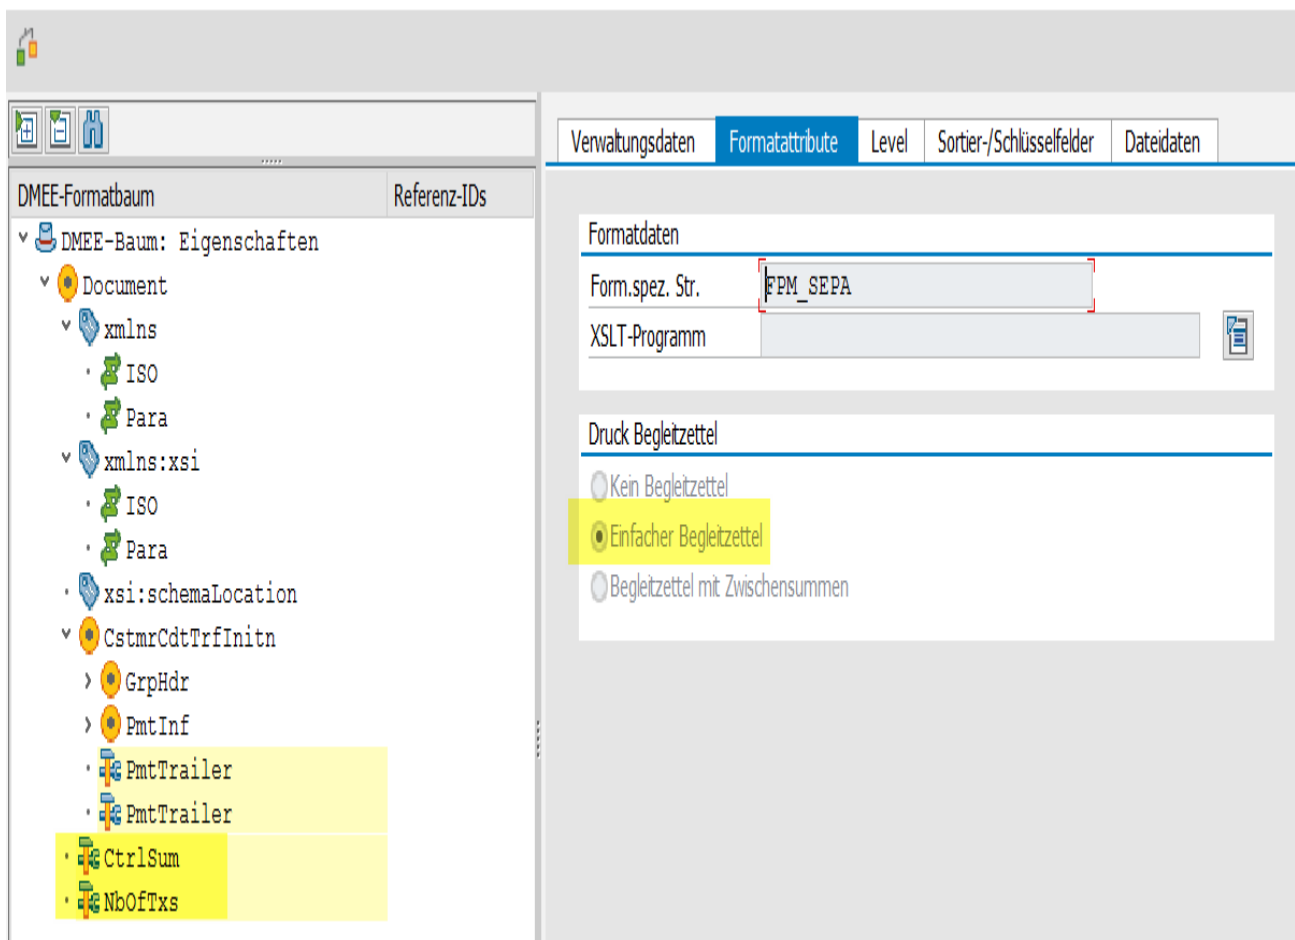 Verwaltungsdaten Formatattribute Level Sortier-/Schlüsselfelder Dateidaten
DMEE-Formatbaum Referenz-IDs
DMEE-Baum: Eigenschaften
Document
xmlns
ISO
Para
xmlns:xsi
ISO
Para
xsi:schemaLocation
CstmrCdtTrfInitn
GrpHdr
PmtInf
PmtTrailer
PmtTrailer
CtrlSum
NbOfTxs
Formatdaten
Form.spez. Str. FPM_SEPA
XSLT-Programm
Druck Begleitzettel
Kein Begleitzettel
Einfacher Begleitzettel
Begleitzettel mit Zwischensummen